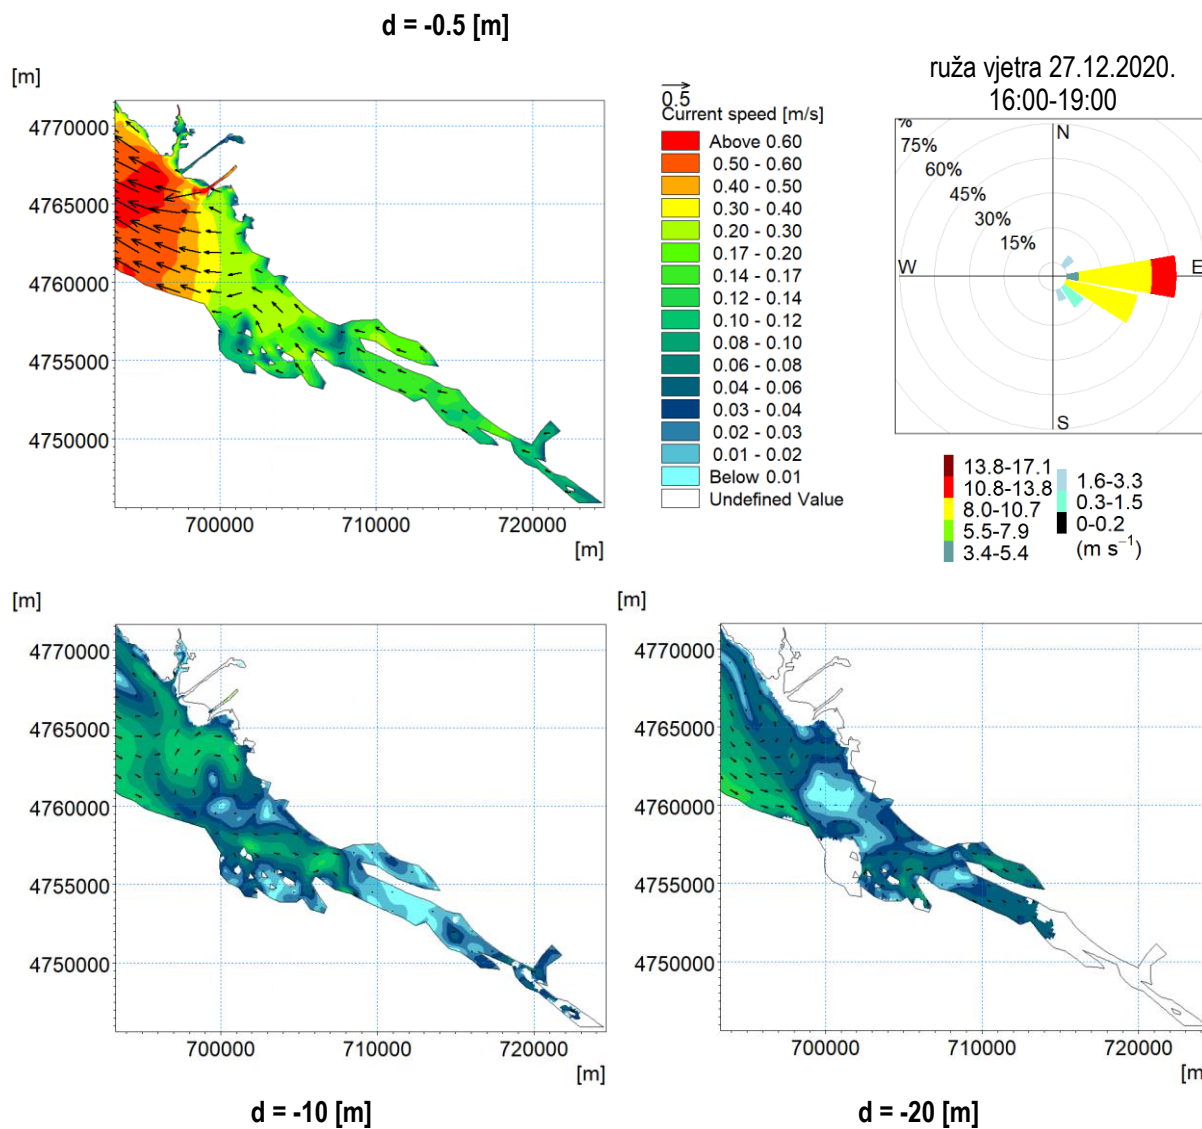 d = -0.5 [m]
[m]
4770000
4765000
4760000
4755000
4750000
700000
710000
720000
[m]
0.5
Current speed [m/s]
Above 0.60
0.50 - 0.60
0.40 - 0.50
0.30 - 0.40
0.20 - 0.30
0.17 - 0.20
0.14 - 0.17
0.12 - 0.14
0.10 - 0.12
0.08 - 0.10
0.06 - 0.08
0.04 - 0.06
0.03 - 0.04
0.02 - 0.03
0.01 - 0.02
Below 0.01
Undefined Value
ruža vjetra 27.12.2020.
16:00-19:00
%
75%
60%
45%
30%
15%
N
W
E
S
13.8-17.1
10.8-13.8
8.0-10.7
5.5-7.9
3.4-5.4
1.6-3.3
0.3-1.5
0-0.2
(m s⁻¹)
[m]
4770000
4765000
4760000
4755000
4750000
700000
710000
720000
[m]
d = -10 [m]
[m]
4770000
4765000
4760000
4755000
4750000
700000
710000
720000
[m]
d = -20 [m]